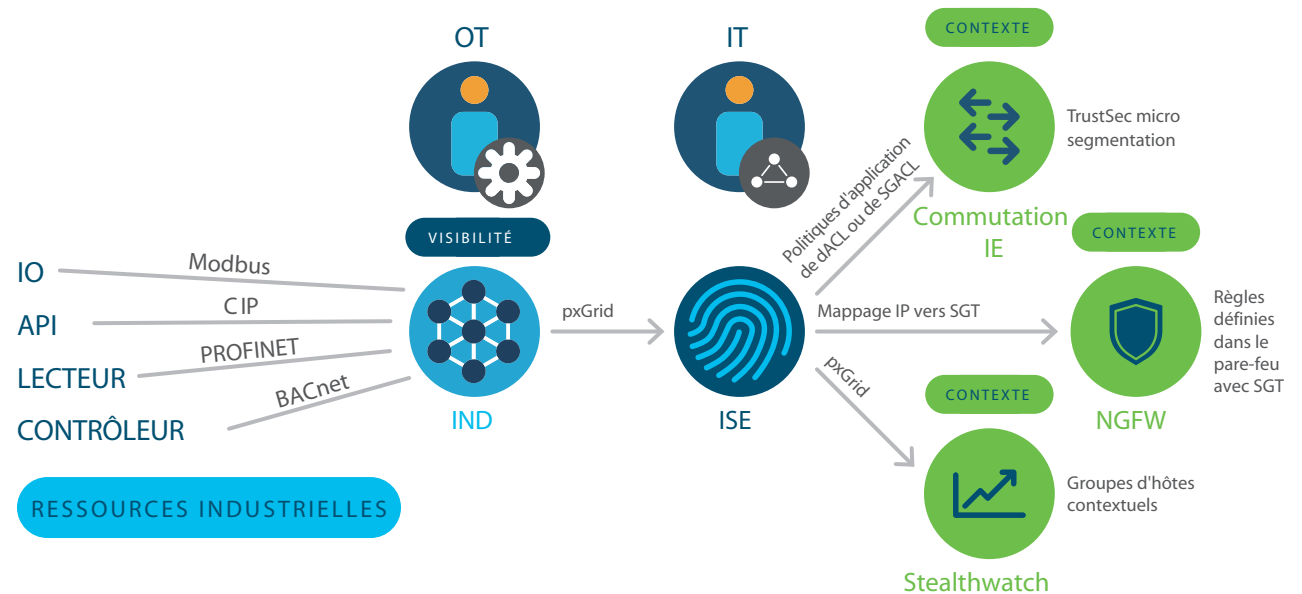 OT
IT
CONTEXTE
TrustSec micro
segmentation
Commutation
IE
Politiques d'application
de dACL ou de SGACL
VISIBILITÉ
IO
Modbus
API
CIP
LECTEUR
PROFINET
CONTRÔLEUR
BACnet
IND
pxGrid
ISE
Mappage IP vers SGT
CONTEXTE
NGFW
Règles
définies
dans le
pare-feu
avec SGT
pxGrid
CONTEXTE
Groupes d'hôtes
contextuels
Stealthwatch
RESSOURCES INDUSTRIELLES